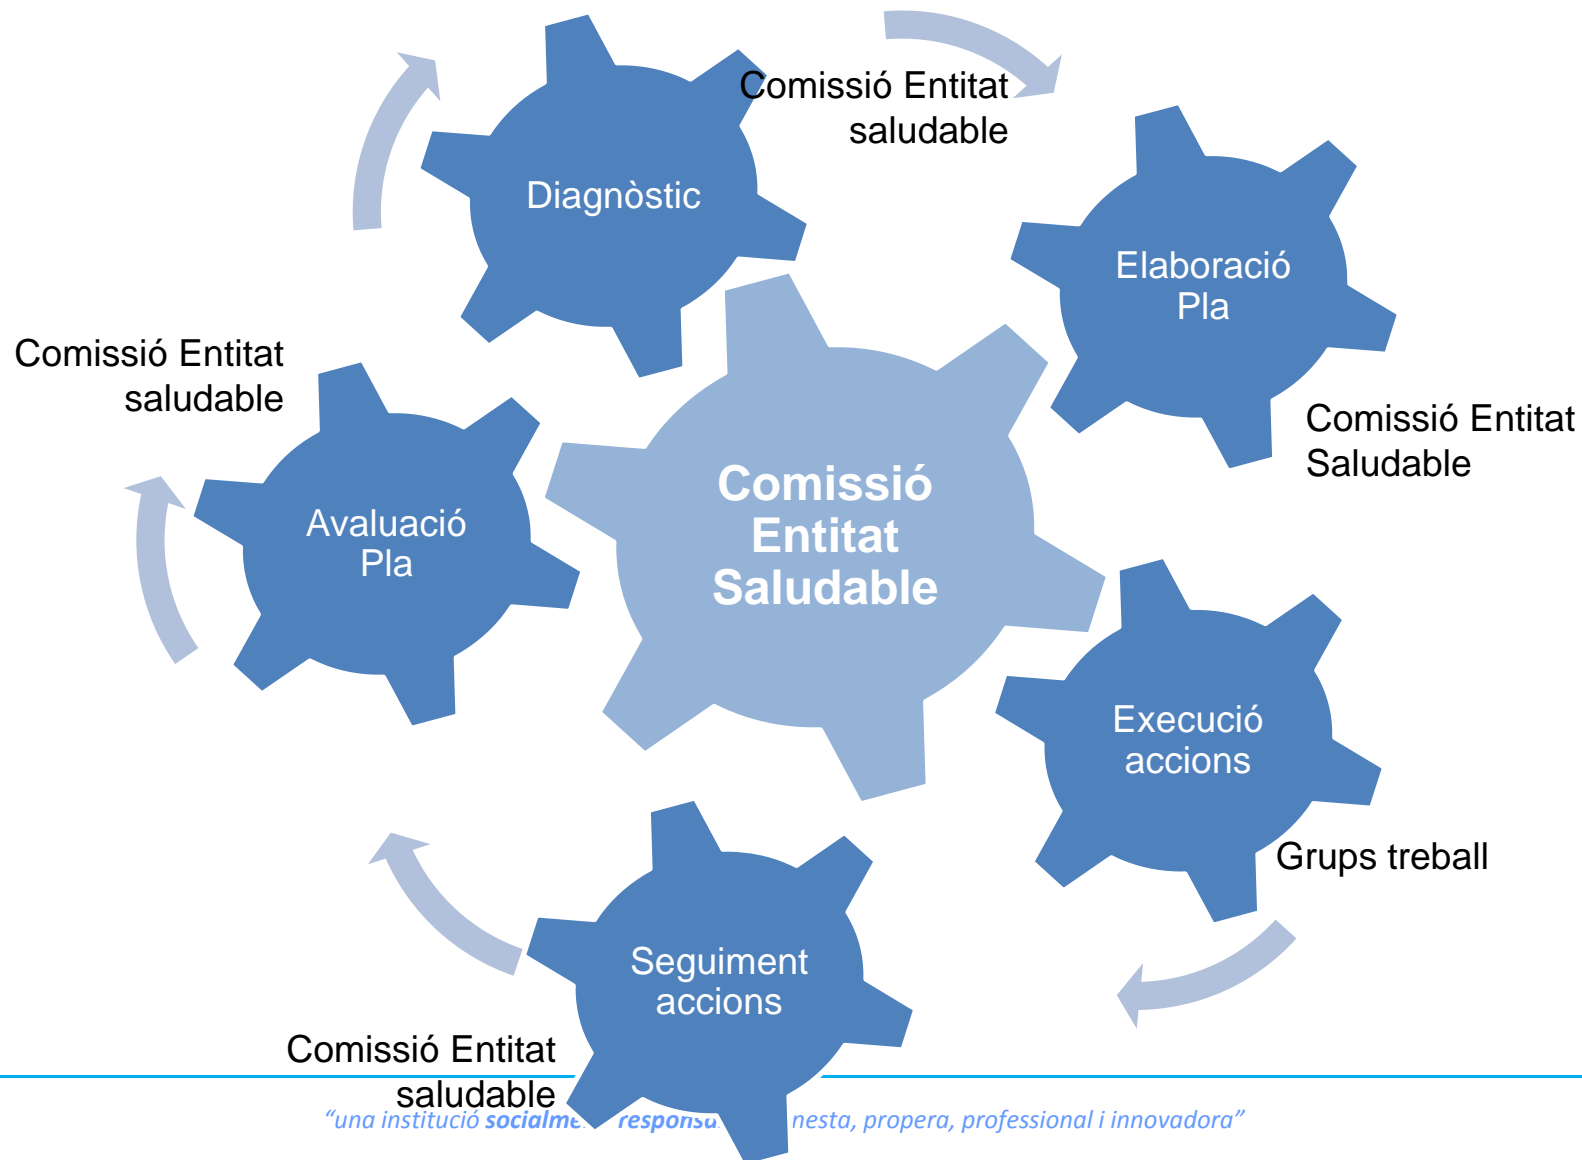 Comissió Entitat
saludable
Diagnòstic
Elaboració
Pla
Comissió Entitat
saludable
Comissió Entitat
Saludable
Comissió
Entitat
Saludable
Avaluació
Pla
Execució
accions
Grups treball
Seguiment
accions
Comissió Entitat
saludable
“una institució socialme responsa nesta, propera, professional i innovadora”